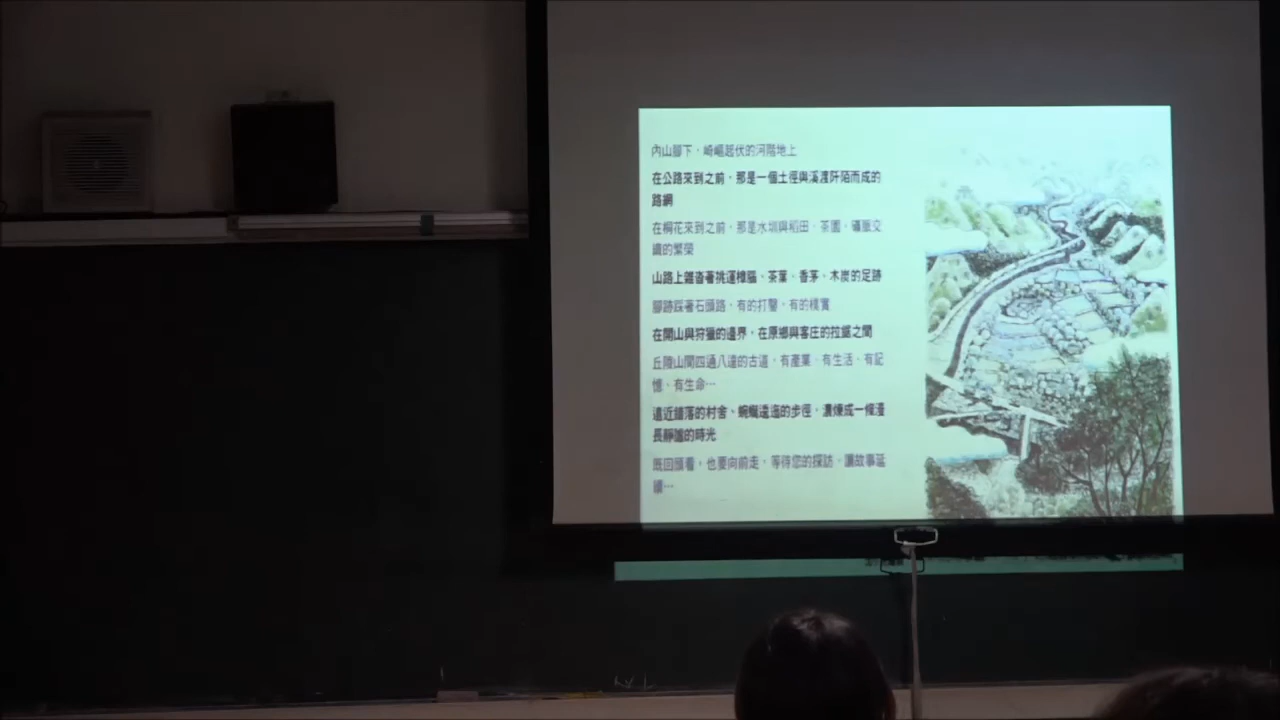 內山腳下，崎嶇起伏的河階地上
在公路來到之前，那是一個土徑與溪渡阡陌而成的
路網
在桐花來到之前，那是水圳與稻田、茶園、礦脈交
織的繁榮
山路上雜沓著挑運樟腦、茶葉、香茅、木炭的足跡
腳跡踩著石頭路，有的打鑿，有的樸實
在開山與狩獵的邊界，在原鄉與客庄的拉鋸之間
丘陵山間四通八達的古道，有產業、有生活、有記
憶、有生命…
遠近錯落的村舍、蜿蜒遠迤的步徑，濃煉成一條漫
長靜謐的時光
既回頭看，也要向前走，等待您的探訪，讓故事延
續…